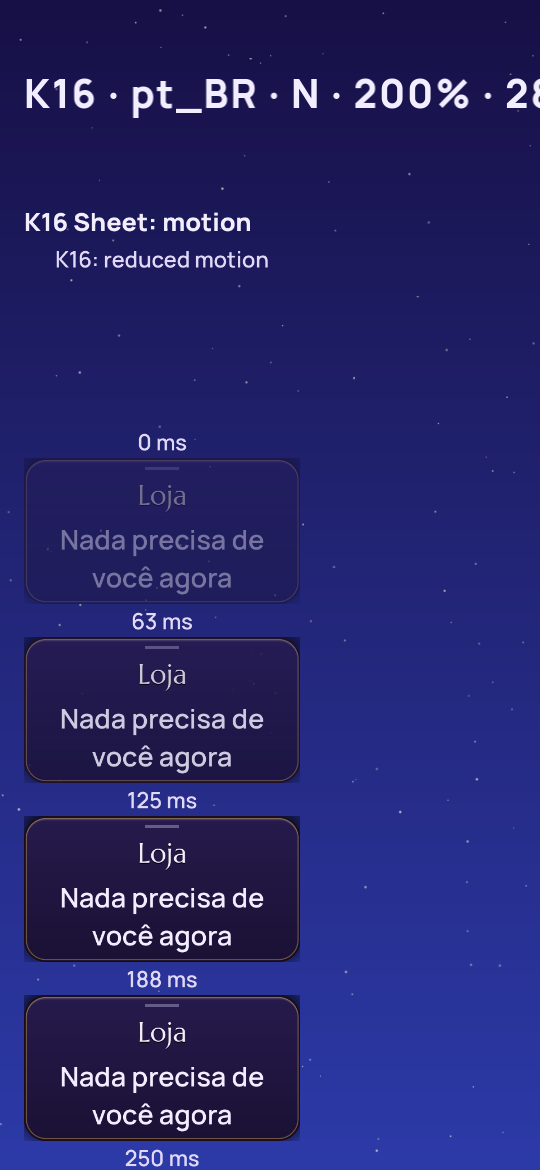 K16 · pt_BR · N · 200% · 28
K16 Sheet: motion
K16: reduced motion
0 ms
Loja
Nada precisa de
você agora
63 ms
Loja
Nada precisa de
você agora
125 ms
Loja
Nada precisa de
você agora
188 ms
Loja
Nada precisa de
você agora
250 ms